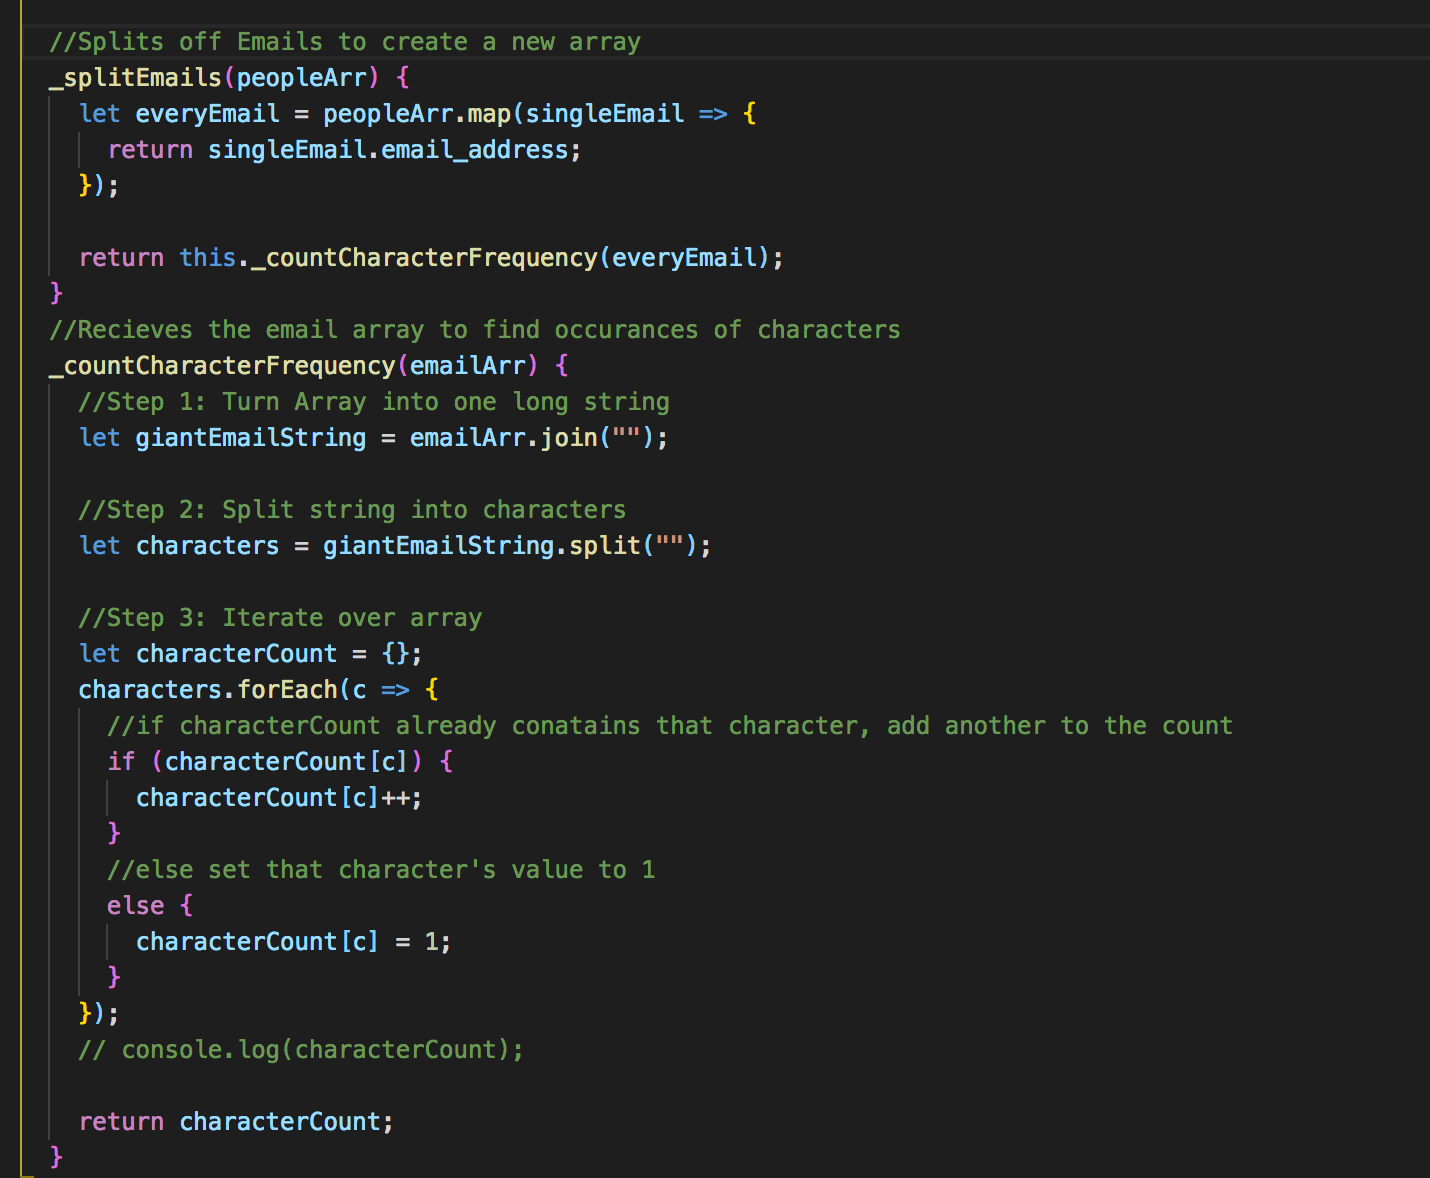 //Splits off Emails to create a new array
_splitEmails(peopleArr) {
  let everyEmail = peopleArr.map(singleEmail => {
    return singleEmail.email_address;
  });

  return this._countCharacterFrequency(everyEmail);
}
//Recieves the email array to find occurances of characters
_countCharacterFrequency(emailArr) {
  //Step 1: Turn Array into one long string
  let giantEmailString = emailArr.join("");

  //Step 2: Split string into characters
  let characters = giantEmailString.split("");

  //Step 3: Iterate over array
  let characterCount = {};
  characters.forEach(c => {
    //if characterCount already conatains that character, add another to the count
    if (characterCount[c]) {
      characterCount[c]++;
    }
    //else set that character's value to 1
    else {
      characterCount[c] = 1;
    }
  });
  // console.log(characterCount);

  return characterCount;
}